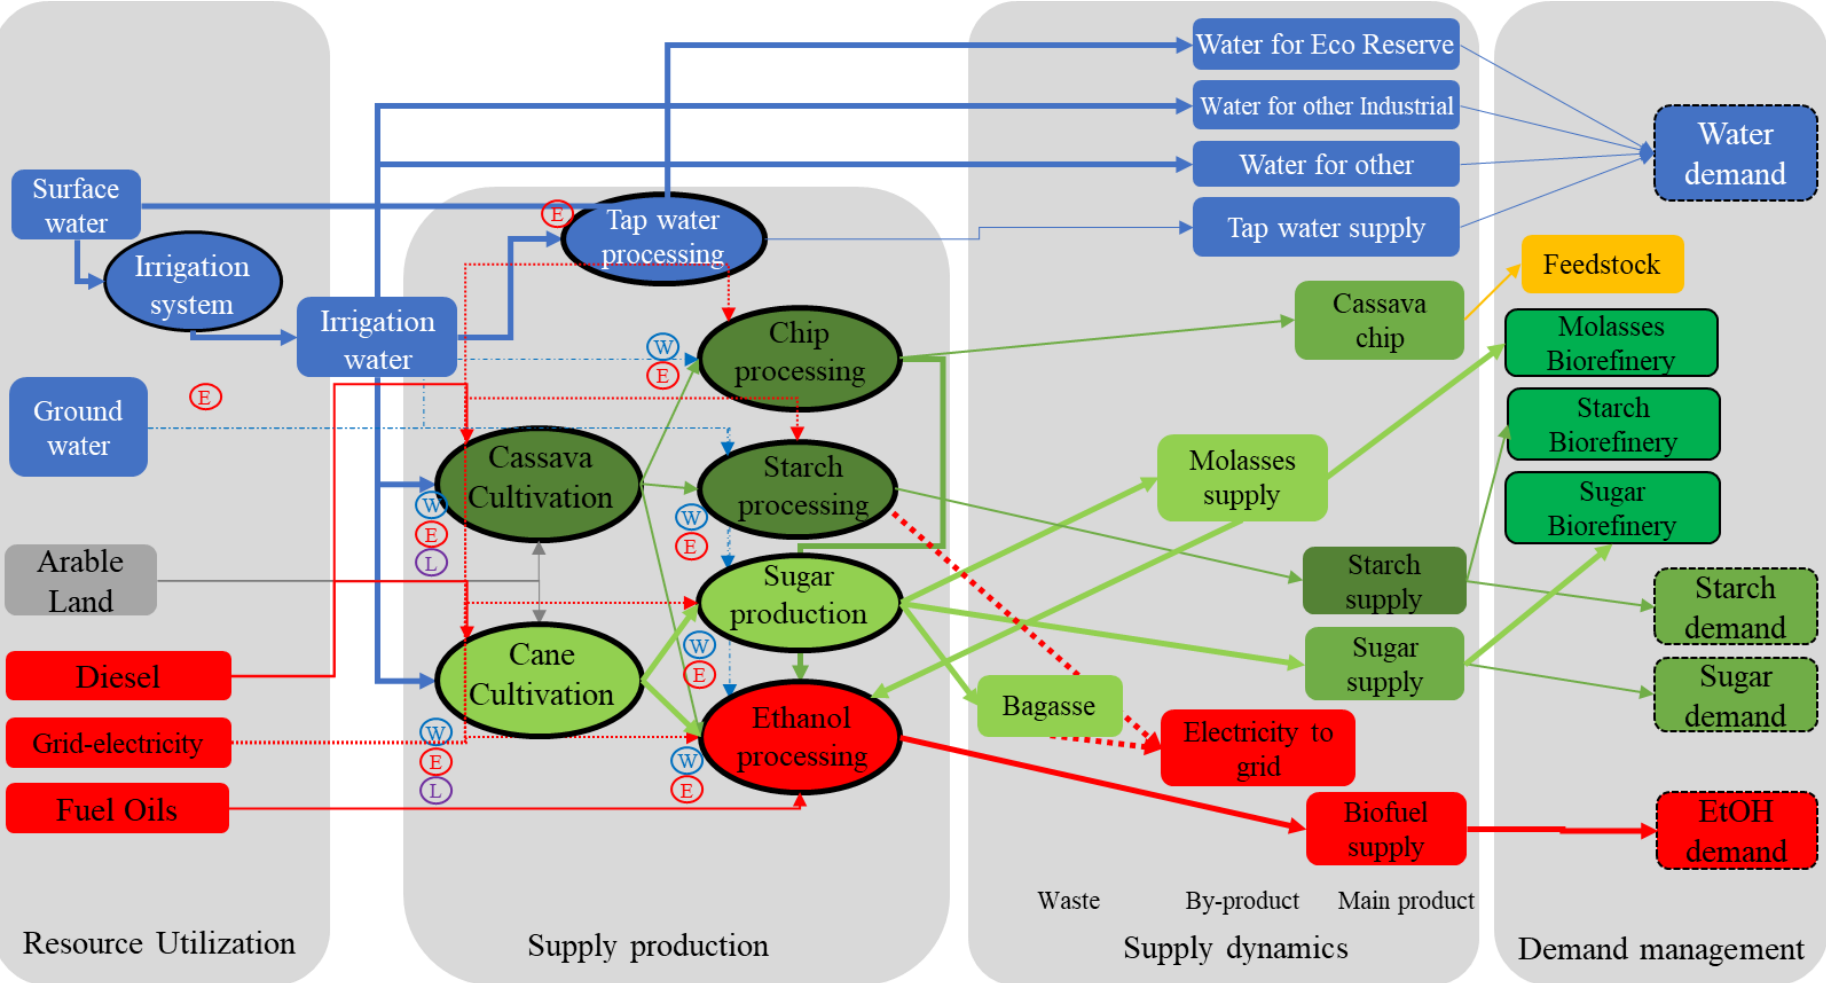 Surface
water
Irrigation
system
Irrigation
water
Ground
water
E
Arable
Land
Diesel
Grid-electricity
Fuel Oils
Resource Utilization
E
Tap water
processing
W
E
Chip
processing
Cassava
Cultivation
W
E
L
Starch
processing
W
E
Sugar
production
W
E
Cane
Cultivation
W
E
L
Ethanol
processing
W
E
Supply production
Water for Eco Reserve
Water for other Industrial
Water for other
Tap water supply
Cassava
chip
Molasses
supply
Starch
supply
Sugar
supply
Bagasse
Electricity to
grid
Biofuel
supply
Waste
By-product
Main product
Supply dynamics
Water
demand
Feedstock
Molasses
Biorefinery
Starch
Biorefinery
Sugar
Biorefinery
Starch
demand
Sugar
demand
EtOH
demand
Demand management